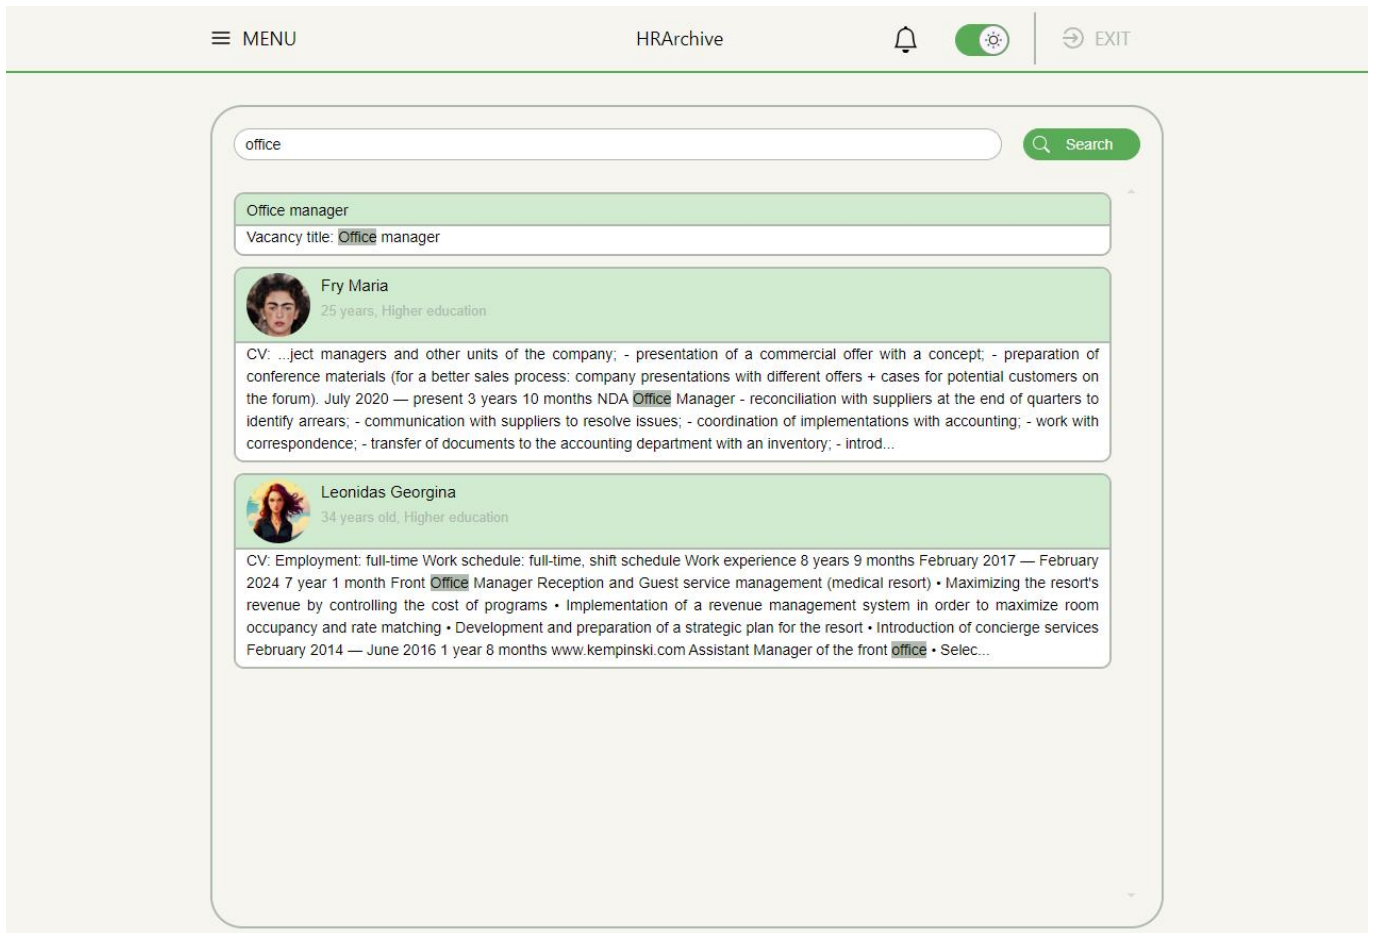 MENU
HRArchive
EXIT
office
Search
Office manager
Vacancy title: Office manager
Fry Maria
25 years, Higher education
CV: ...ject managers and other units of the company; - presentation of a commercial offer with a concept; - preparation of
conference materials (for a better sales process: company presentations with different offers + cases for potential customers on
the forum). July 2020 — present 3 years 10 months NDA Office Manager - reconciliation with suppliers at the end of quarters to
identify arrears; - communication with suppliers to resolve issues; - coordination of implementations with accounting; - work with
correspondence; - transfer of documents to the accounting department with an inventory; - introd...
Leonidas Georgina
34 years old, Higher education
CV: Employment: full-time Work schedule: full-time, shift schedule Work experience 8 years 9 months February 2017 — February
2024 7 year 1 month Front Office Manager Reception and Guest service management (medical resort) • Maximizing the resort's
revenue by controlling the cost of programs • Implementation of a revenue management system in order to maximize room
occupancy and rate matching • Development and preparation of a strategic plan for the resort • Introduction of concierge services
February 2014 — June 2016 1 year 8 months www.kempinski.com Assistant Manager of the front office • Selec...